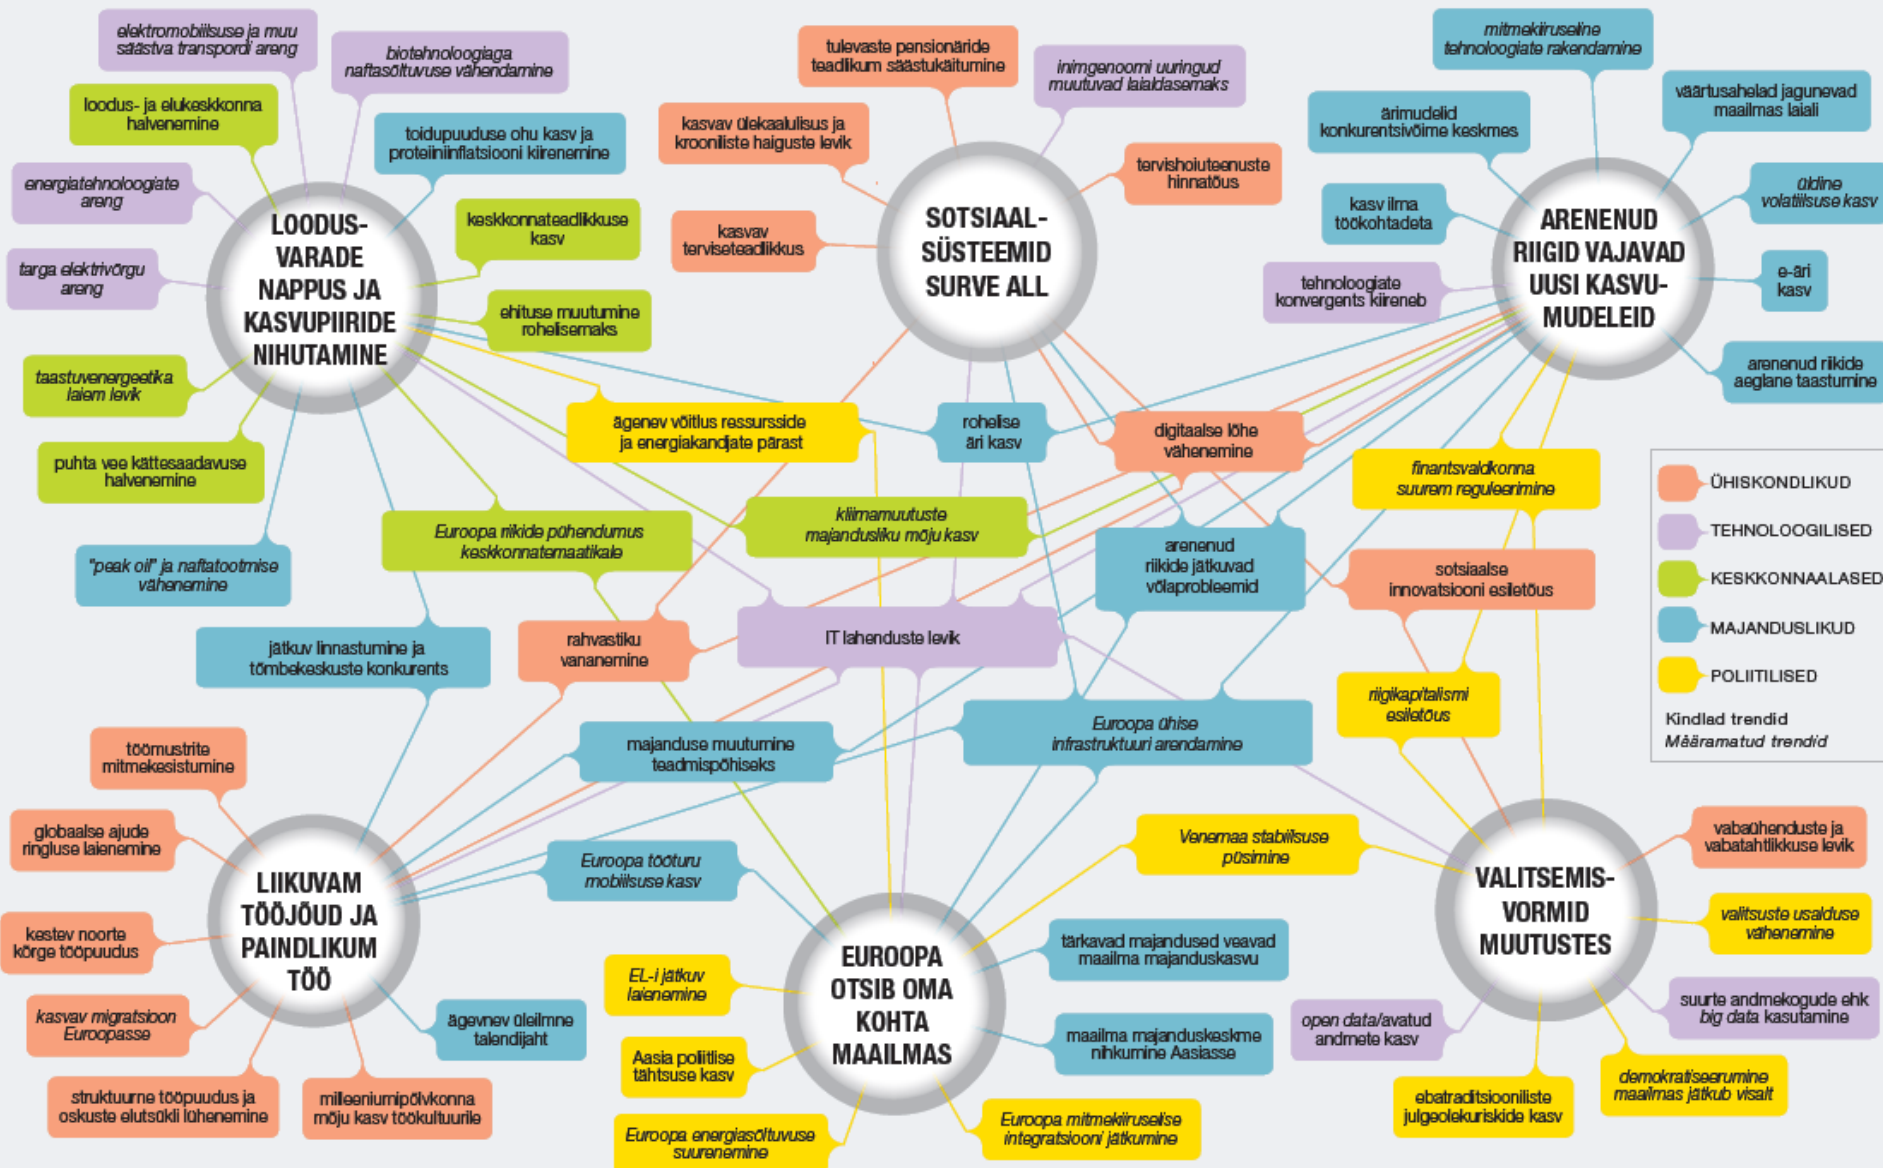 elektromobiilsuse ja muu
säästva transpordi areng
biotehnoloogiaga
naftasõltuvuse vähendamine
loodus- ja elukeskkonna
halvenemine
toidupuuduse ohu kasv ja
proteiiniinflatsiooni kiirenemine
energiatehnoloogiate
areng
keskkonnateadlikkuse
kasv
targa elektrivõrgu
areng
ehituse muutumine
rohelisemaks
LOODUS-
VARADE
NAPPUS JA
KASVUPIIRIDE
NIHUTAMINE
taastuvenergeetika
laiem levik
puhta vee kättesaadavuse
halvenemine
"peak oil" ja naftatootmise
vähenemine
tulevaste pensionäride
teadlikum säästukäitumine
inimgenoomi uuringud
muutuvad laialdasemaks
kasvav ülekaalulisus ja
krooniliste haiguste levik
tervishoiuteenuste
hinnatõus
kasvav
terviseteadlikkus
SOTSIAAL-
SÜSTEEMID
SURVE ALL
mitmekiiruseline
tehnoloogiate rakendamine
väärtusahelad jagunevad
maailmas laiali
ärimudelid
konkurentsivõime keskmes
üldine
volatiilsuse kasv
kasv ilma
töökohtadeta
tehnoloogiate
konvergents kiireneb
e-äri
kasv
ARENENUD
RIIGID VAJAVAD
UUSI KASVU-
MUDELEID
arenenud riikide
aeglane taastumine
ägenev võitlus ressursside
ja energiakandjate pärast
rohelise
äri kasv
digitaalse lõhe
vähenemine
finantsvaldkonna
suurem reguleerimine
Euroopa riikide pühendumus
keskkonnatemaatikale
kliimamuutuste
majandusliku mõju kasv
arenenud
riikide jätkuvad
võlaprobleemid
sotsiaalse
innovatsiooni esiletõus
ÜHISKONDLIKUD
TEHNOLOOGILISED
KESKKONNAALASED
MAJANDUSLIKUD
POLIITILISED
Kindlad trendid
Määramatud trendid
jätkuv linnastumine ja
tõmbekeskuste konkurents
rahvastiku
vananemine
IT lahenduste levik
riigikapitalismi
esiletõus
majanduse muutumine
teadmispõhiseks
Euroopa ühise
infrastruktuuri arendamine
töömustrite
mitmekesistumine
globaalse ajude
ringluse laienemine
LIIKUVAM
TÖÖJÕUD JA
PAINDLIKUM
TÖÖ
kestev noorte
kõrge tööpuudus
kasvav migratsioon
Euroopasse
struktuurne tööpuudus ja
oskuste elutsükli lühenemine
milleeniumipõlvkonna
mõju kasv töökultuurile
ägevnev üleilmne
talendijaht
Euroopa tööturu
mobiilsuse kasv
Venemaa stabiilsuse
püsimine
EUROOPA
OTSIB OMA
KOHTA
MAAILMAS
tärkavad majandused veavad
maailma majanduskasvu
EL-i jätkuv
laienemine
maailma majanduskeskme
nihkumine Aasiasse
Aasia poliitilise
tähtsuse kasv
Euroopa energiasõltuvuse
suurenemine
Euroopa mitmekiiruselise
integratsiooni jätkumine
VALITSEMIS-
VORMID
MUUTUSTES
vabaühenduste ja
vabatahtlikkuse levik
valitsuste usalduse
vähenemine
suurte andmekogude ehk
big data kasutamine
open data/avatud
andmete kasv
demokratiseerumine
maailmas jätkub visalt
ebatraditsiooniliste
julgeolekuriskide kasv